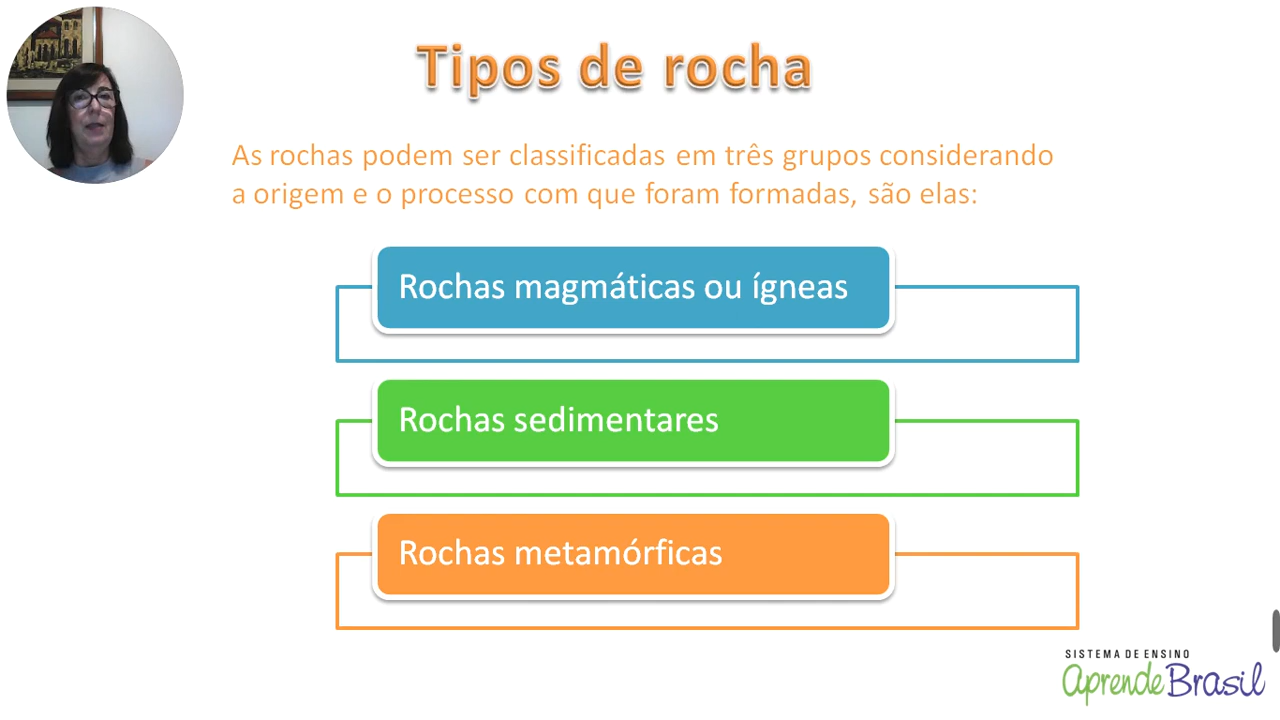 Tipos de rocha
As rochas podem ser classificadas em três grupos considerando
a origem e o processo com que foram formadas, são elas:
Rochas magmáticas ou ígneas
Rochas sedimentares
Rochas metamórficas
SISTEMA DE ENSINO
aprende Brasil